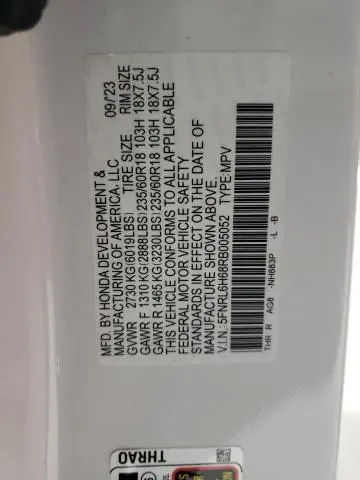 MFD. BY HONDA DEVELOPMENT & 09/'23
MANUFACTURING OF AMERICA, LLC
GVWR 2730 KG(6019LBS) TIRE SIZE RIM SIZE
GAWR F 1310 KG(2888LBS)235/60R18 103H 18X7.5J
GAWR R 1465 KG(3230LBS)235/60R18 103H 18X7.5J
THIS VEHICLE CONFORMS TO ALL APPLICABLE
FEDERAL MOTOR VEHICLE SAFETY
STANDARDS IN EFFECT ON THE DATE OF
MANUFACTURE SHOWN ABOVE.
V.I.N.: 5FNRL6H68RB005052 TYPE:MPV
THR R AG8 -NH883P -L -B
THRA0